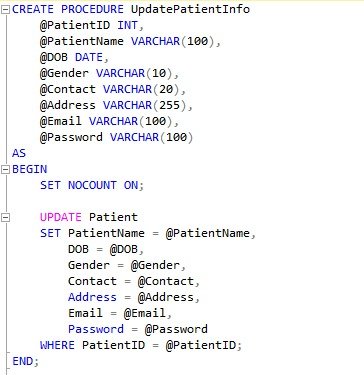 CREATE PROCEDURE UpdatePatientInfo
    @PatientID INT,
    @PatientName VARCHAR(100),
    @DOB DATE,
    @Gender VARCHAR(10),
    @Contact VARCHAR(20),
    @Address VARCHAR(255),
    @Email VARCHAR(100),
    @Password VARCHAR(100)
AS
BEGIN
    SET NOCOUNT ON;
    UPDATE Patient
    SET PatientName = @PatientName,
        DOB = @DOB,
        Gender = @Gender,
        Contact = @Contact,
        Address = @Address,
        Email = @Email,
        Password = @Password
    WHERE PatientID = @PatientID;
END;